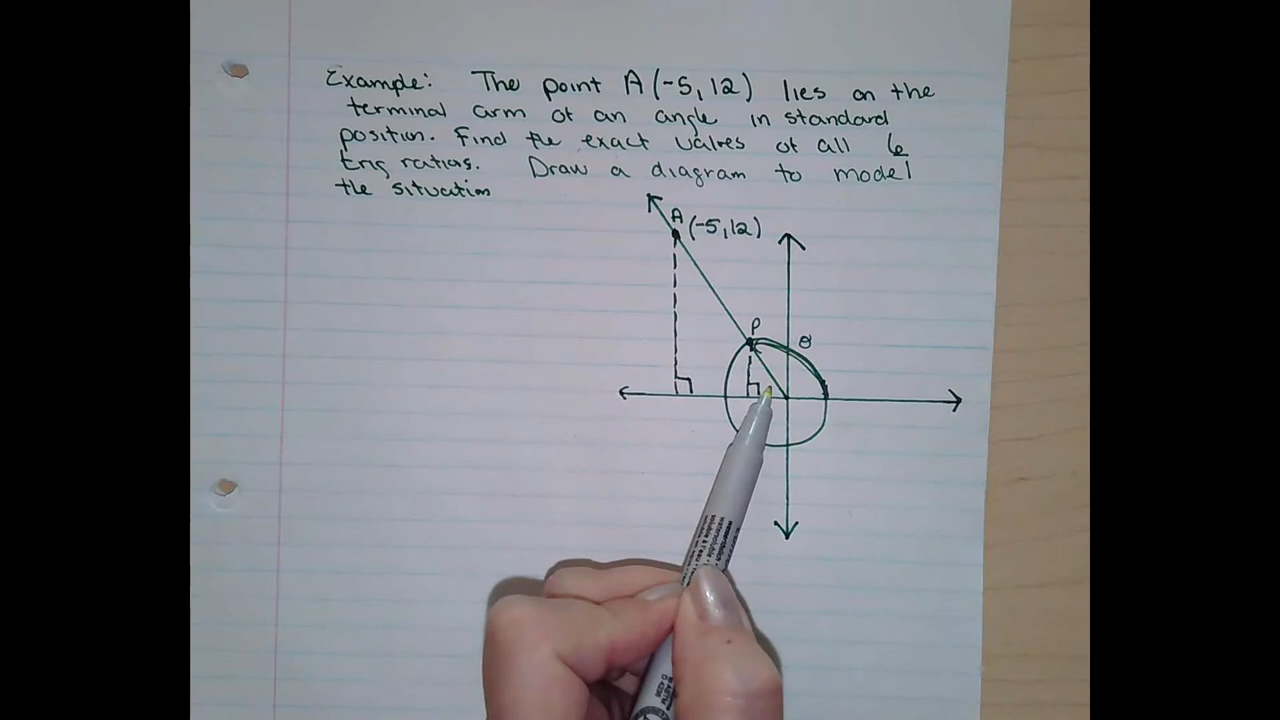 Example: The point A(-5,12) lies on the
terminal arm of an angle in standard
position. Find the exact values of all 6
trig ratios. Draw a diagram to model
the situation
A(-5,12)
P
θ